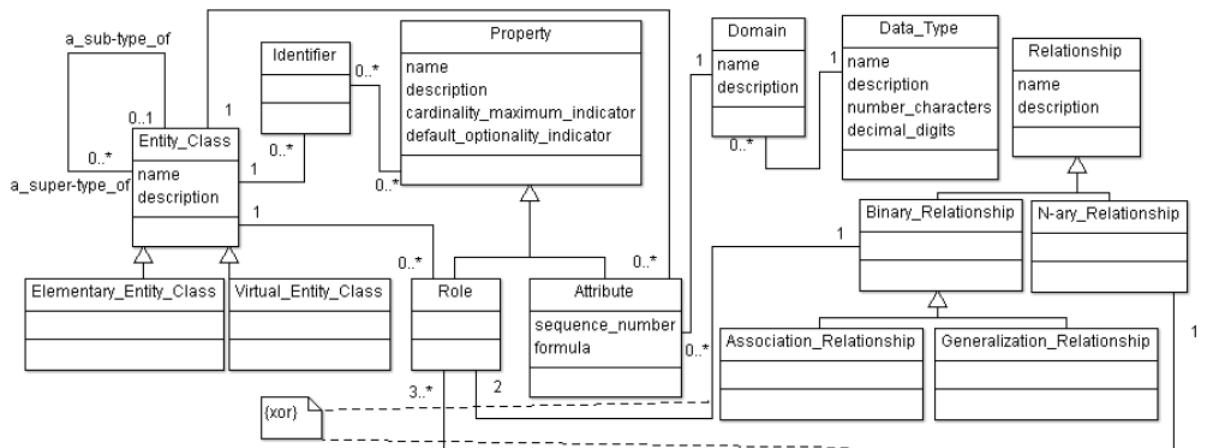 a_sub-type_of
0..1
0..*
a_super-type_of
Entity_Class
name
description
1
1
1
Identifier
0..*
0..*
Property
name
description
cardinality_maximum_indicator
default_optionality_indicator
0..*
Domain
name
description
1
0..*
Data_Type
name
description
number_characters
decimal_digits
1
Relationship
name
description
Elementary_Entity_Class
Virtual_Entity_Class
Role
0..*
3..*
2
Attribute
sequence_number
formula
0..*
0..*
Binary_Relationship
1
N-ary_Relationship
1
Association_Relationship
Generalization_Relationship
{xor}